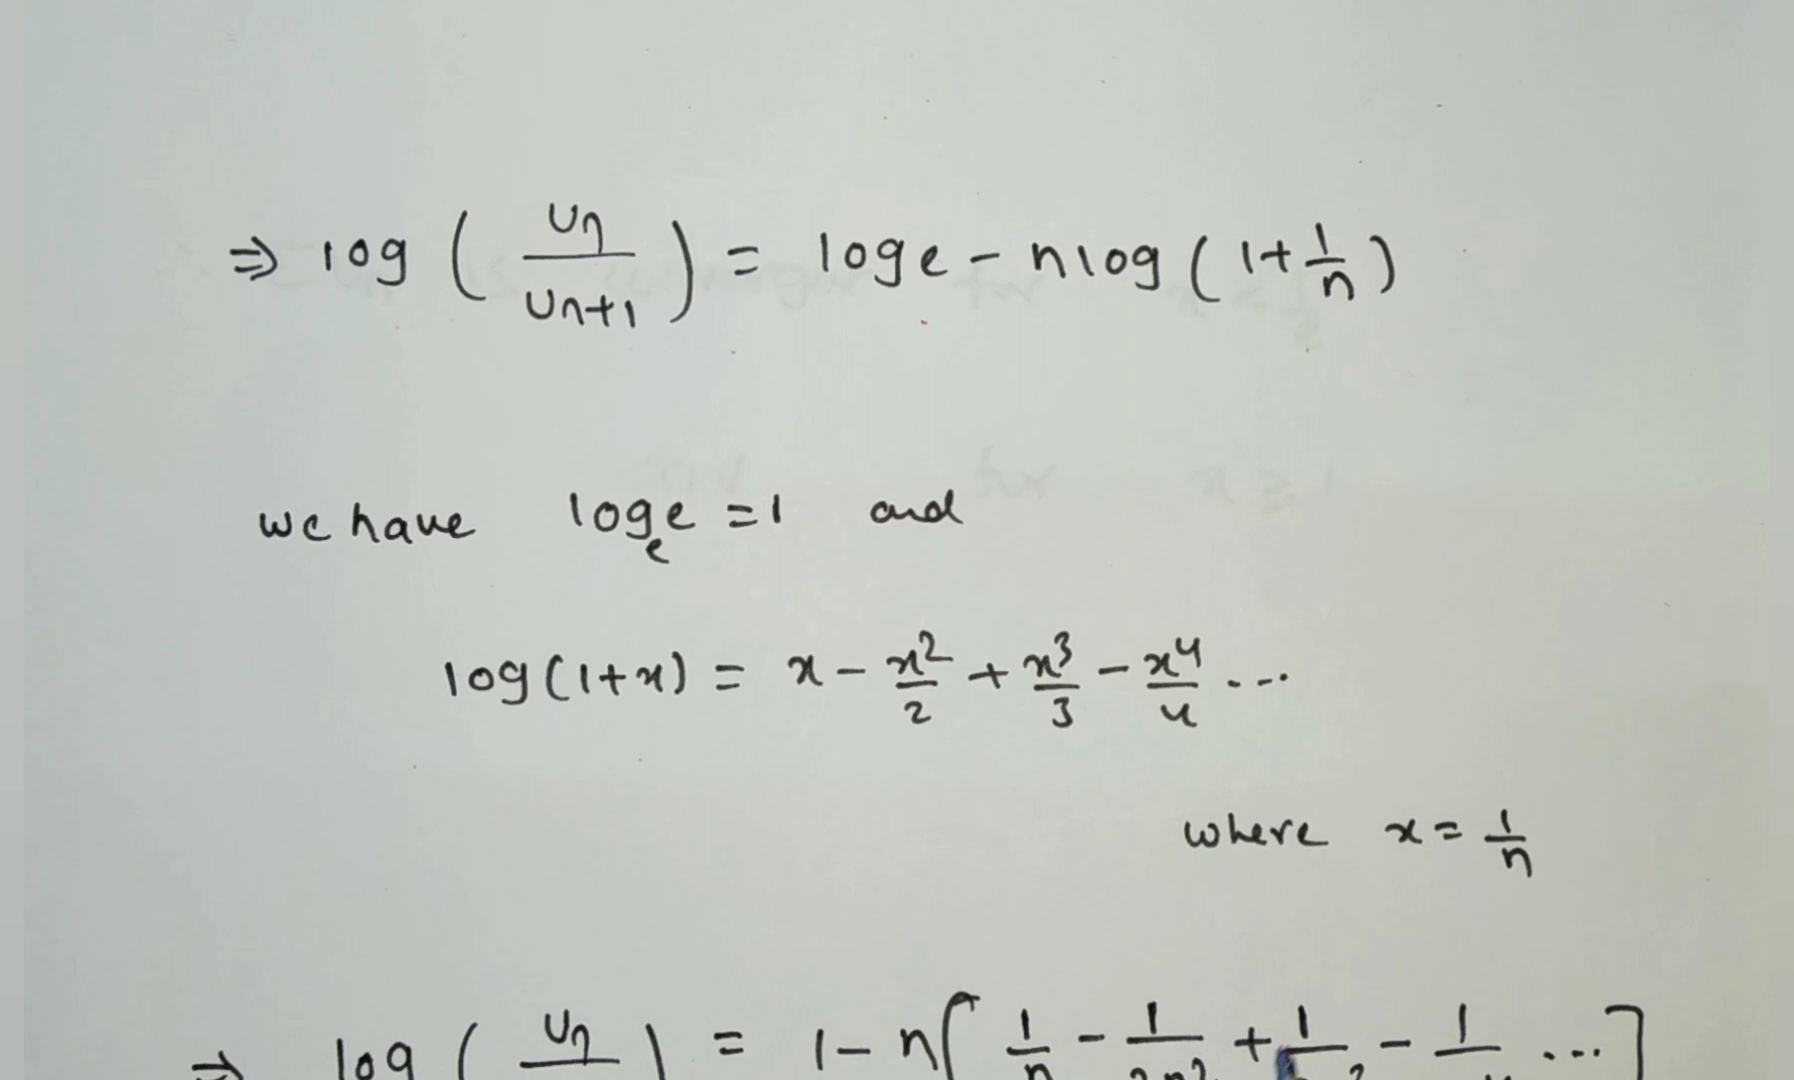 ⇒ log ( un / un+1 ) = log e - n log ( 1 + 1/n )
we have log_e e = 1 and
log (1+x) = x - x²/2 + x³/3 - x⁴/4 ...
where x = 1/n
⇒ log ( un ) = 1 - n [ 1/n - 1/2n² + 1 - 1 ... ]